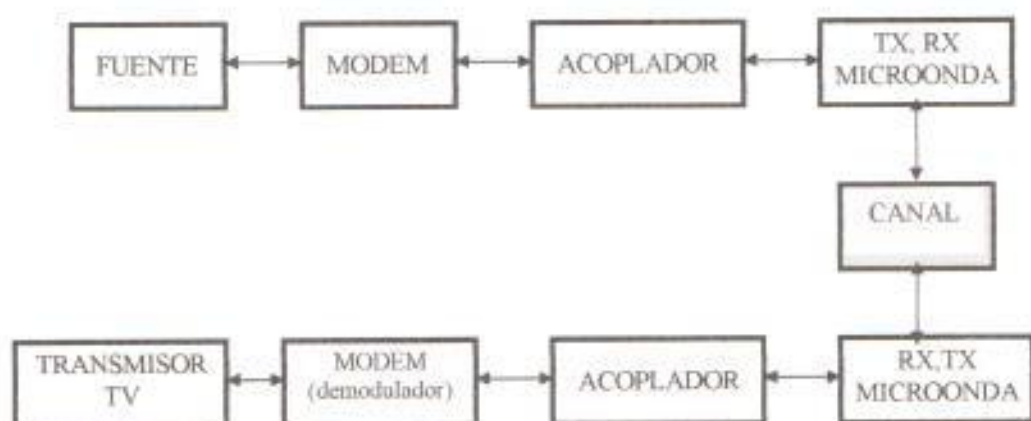 FUENTE
MODEM
ACOPLADOR
TX, RX
MICROONDA
CANAL
TRANSMISOR
TV
MODEM
(demodulador)
ACOPLADOR
RX,TX
MICROONDA